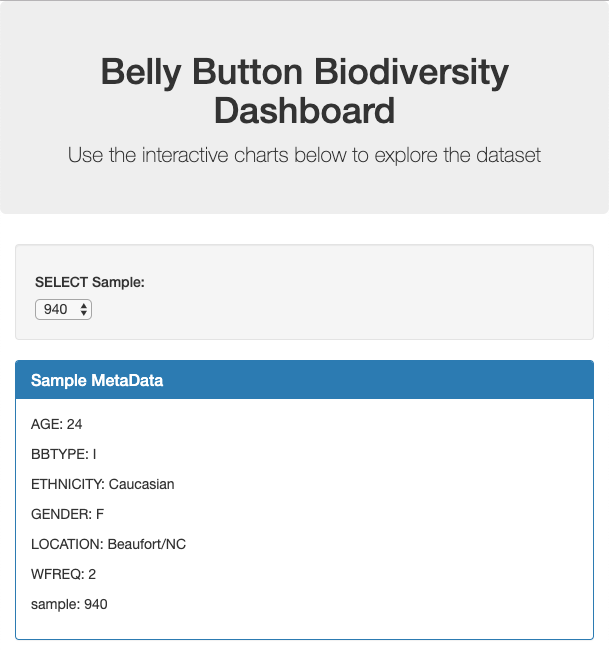 Belly Button Biodiversity
Dashboard
Use the interactive charts below to explore the dataset
SELECT Sample:
940
Sample MetaData
AGE: 24
BBTYPE: I
ETHNICITY: Caucasian
GENDER: F
LOCATION: Beaufort/NC
WFREQ: 2
sample: 940